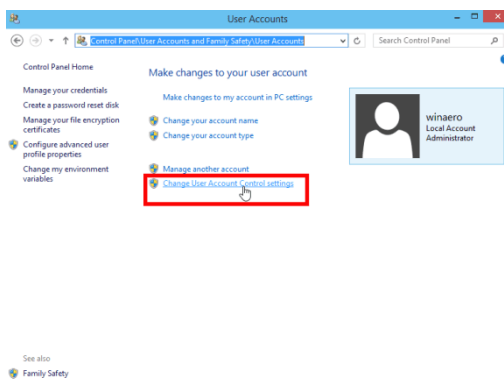 User Accounts
Control Panel\User Accounts and Family Safety\User Accounts
Search Control Panel
Control Panel Home
Manage your credentials
Create a password reset disk
Manage your file encryption
certificates
Configure advanced user
profile properties
Change my environment
variables
Make changes to your user account
Make changes to my account in PC settings
Change your account name
Change your account type
Manage another account
Change User Account Control settings
winaero
Local Account
Administrator
See also
Family Safety